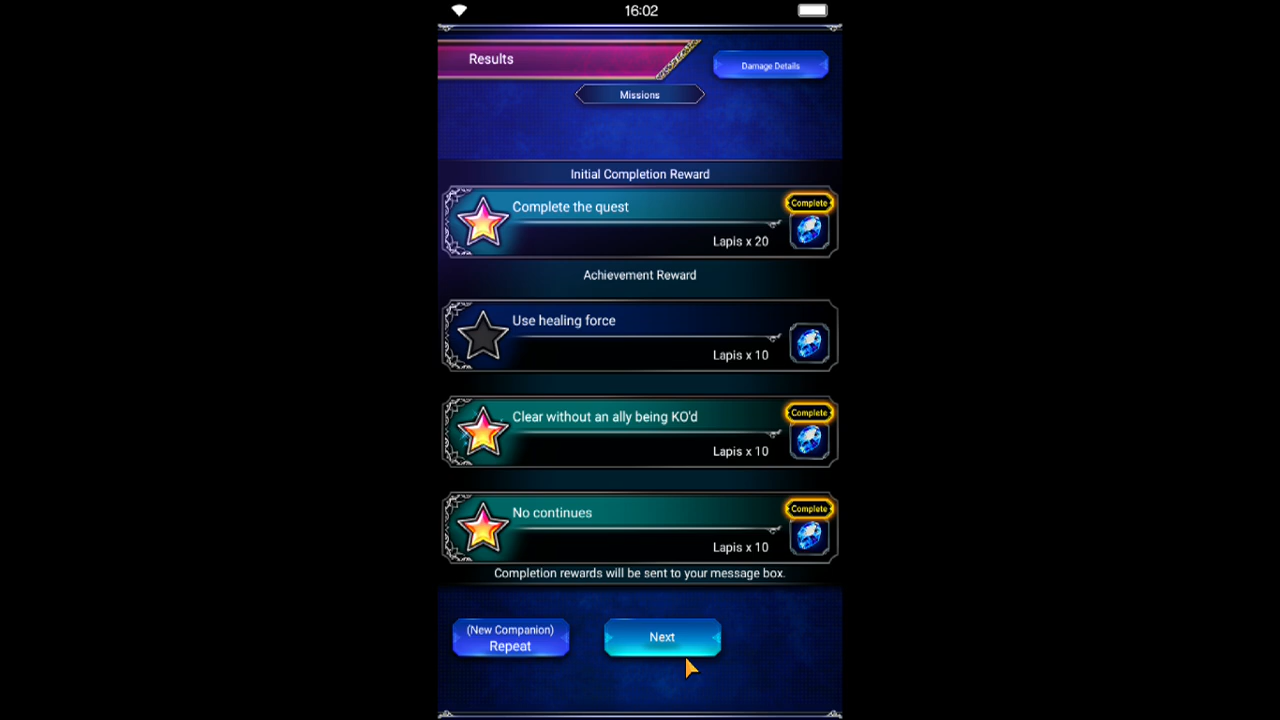 16:02
Results
Damage Details
Missions
Initial Completion Reward
Complete the quest
Complete
Lapis x 20
Achievement Reward
Use healing force
Lapis x 10
Clear without an ally being KO'd
Complete
Lapis x 10
No continues
Complete
Lapis x 10
Completion rewards will be sent to your message box.
(New Companion)
Repeat
Next